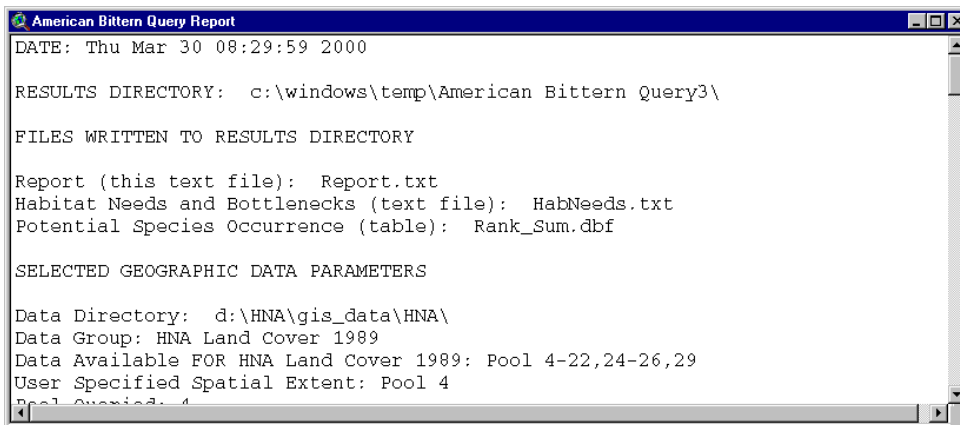 American Bittern Query Report
DATE: Thu Mar 30 08:29:59 2000
RESULTS DIRECTORY:  c:\windows\temp\American Bittern Query3\
FILES WRITTEN TO RESULTS DIRECTORY
Report (this text file):  Report.txt
Habitat Needs and Bottlenecks (text file):  HabNeeds.txt
Potential Species Occurrence (table):  Rank_Sum.dbf
SELECTED GEOGRAPHIC DATA PARAMETERS
Data Directory:  d:\HNA\gis_data\HNA\
Data Group: HNA Land Cover 1989
Data Available FOR HNA Land Cover 1989: Pool 4-22,24-26,29
User Specified Spatial Extent: Pool 4
Pool Queried: 4